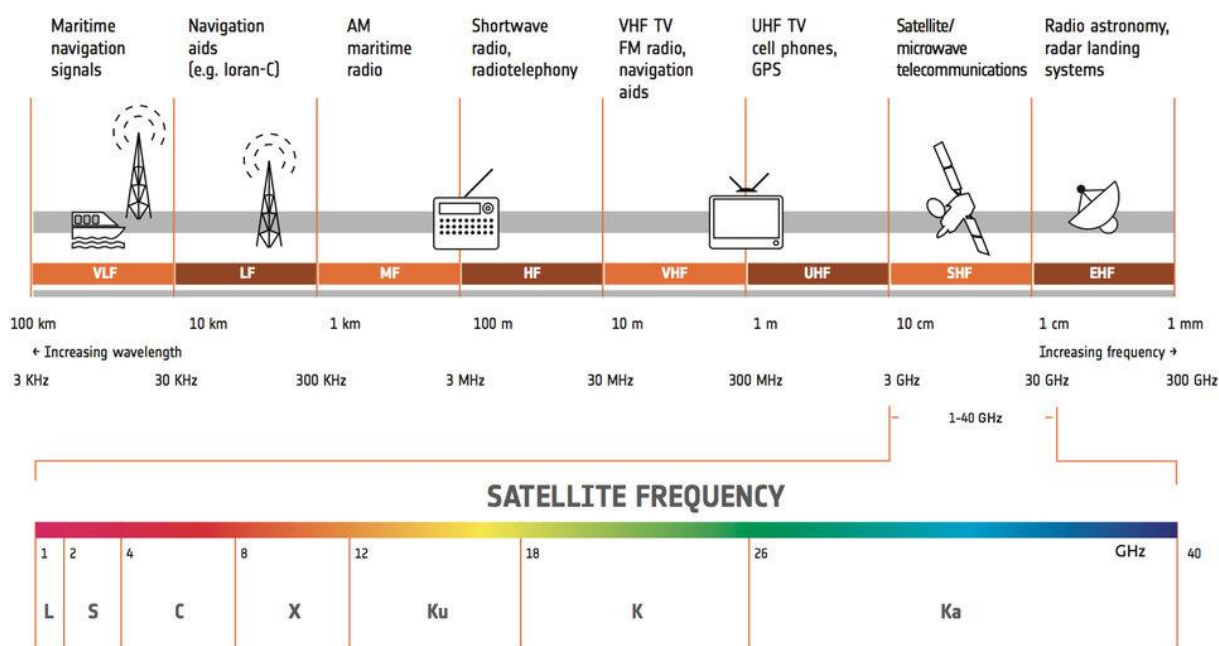 Maritime
navigation
signals
Navigation
aids
(e.g. loran-C)
AM
maritime
radio
Shortwave
radio,
radiotelephony
VHF TV
FM radio,
navigation
aids
UHF TV
cell phones,
GPS
Satellite/
microwave
telecommunications
Radio astronomy,
radar landing
systems
VLF LF MF HF VHF UHF SHF EHF
100 km 10 km 1 km 100 m 10 m 1 m 10 cm 1 cm 1 mm
← Increasing wavelength Increasing frequency →
3 KHz 30 KHz 300 KHz 3 MHz 30 MHz 300 MHz 3 GHz 30 GHz 300 GHz
1-40 GHz
SATELLITE FREQUENCY
1 2 4 8 12 18 26 GHz 40
L S C X Ku K Ka